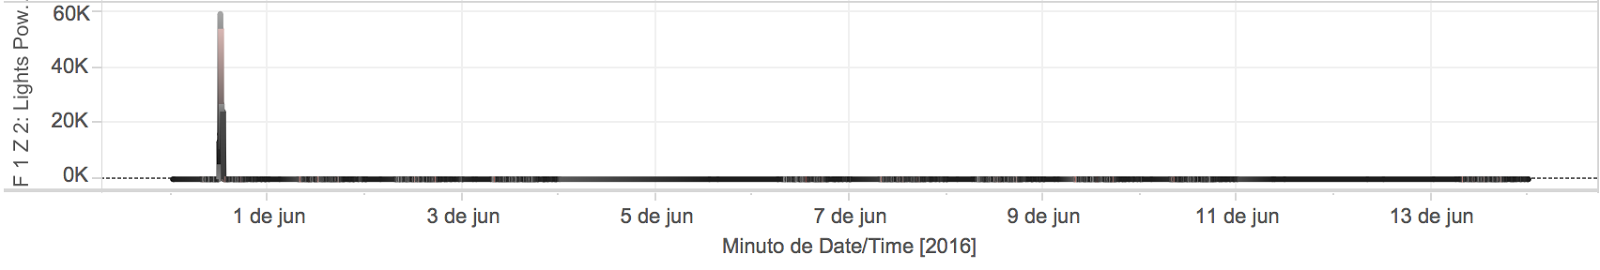 F 1 Z 2: Lights Pow..
60K
40K
20K
0K
1 de jun 3 de jun 5 de jun 7 de jun 9 de jun 11 de jun 13 de jun
Minuto de Date/Time [2016]